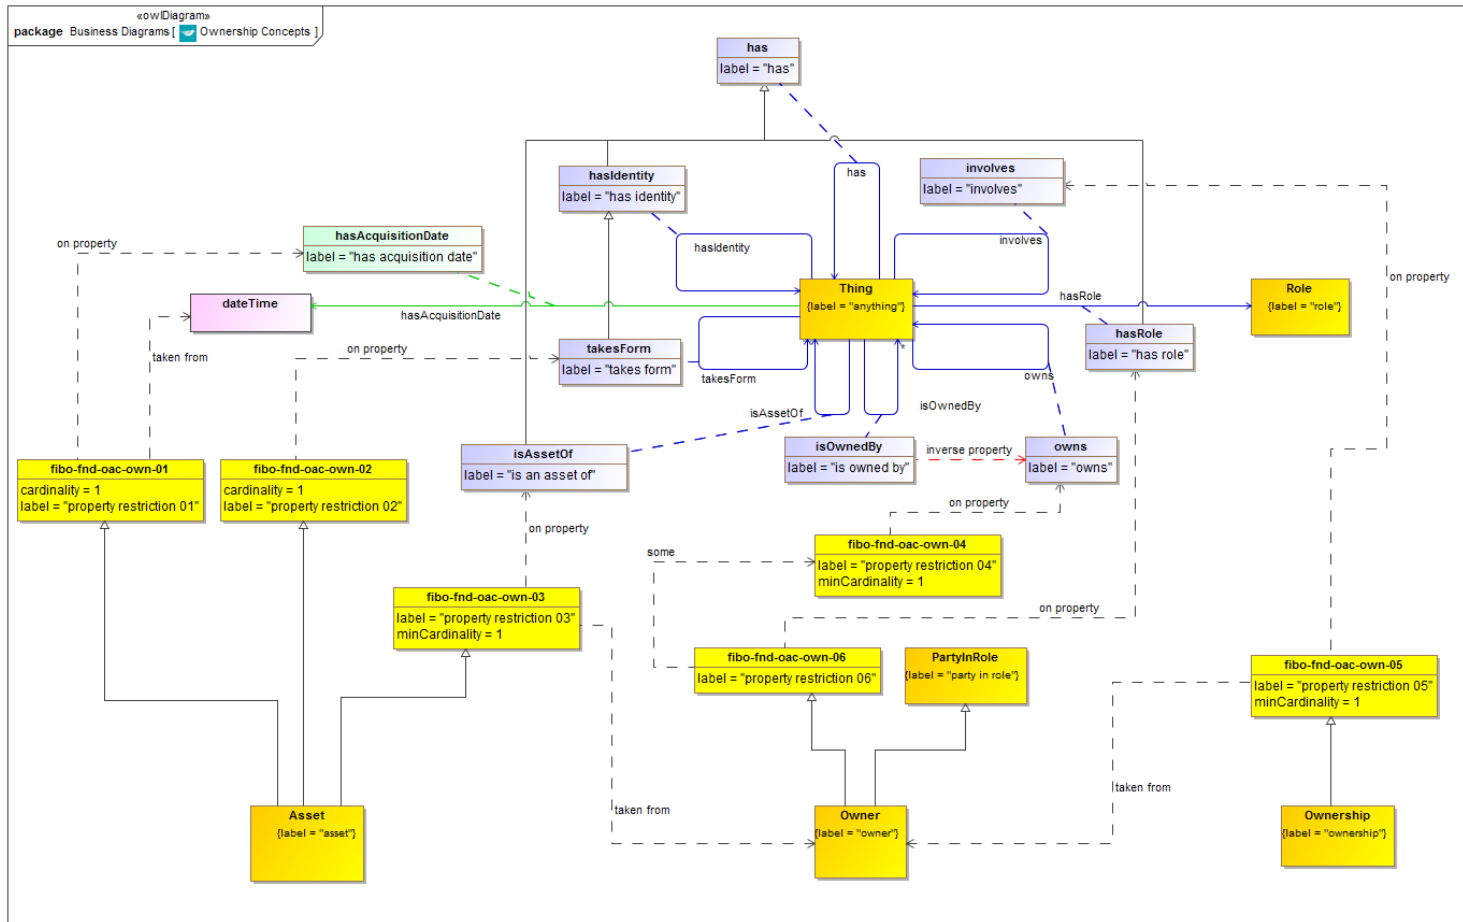 «owlDiagram»
package Business Diagrams [ Ownership Concepts ]
has
label = "has"
hasIdentity
label = "has identity"
has
involves
label = "involves"
hasAcquisitionDate
label = "has acquisition date"
on property
hasIdentity
involves
on property
dateTime
hasAcquisitionDate
Thing
{label = "anything"}
hasRole
Role
{label = "role"}
taken from
on property
takesForm
label = "takes form"
takesForm
*
owns
hasRole
label = "has role"
isAssetOf
isOwnedBy
isAssetOf
label = "is an asset of"
isOwnedBy
label = "is owned by"
inverse property
owns
label = "owns"
fibo-fnd-oac-own-01
cardinality = 1
label = "property restriction 01"
fibo-fnd-oac-own-02
cardinality = 1
label = "property restriction 02"
on property
on property
some
fibo-fnd-oac-own-04
label = "property restriction 04"
minCardinality = 1
fibo-fnd-oac-own-03
label = "property restriction 03"
minCardinality = 1
on property
fibo-fnd-oac-own-06
label = "property restriction 06"
PartyInRole
{label = "party in role"}
fibo-fnd-oac-own-05
label = "property restriction 05"
minCardinality = 1
taken from
taken from
Asset
{label = "asset"}
Owner
{label = "owner"}
Ownership
{label = "ownership"}